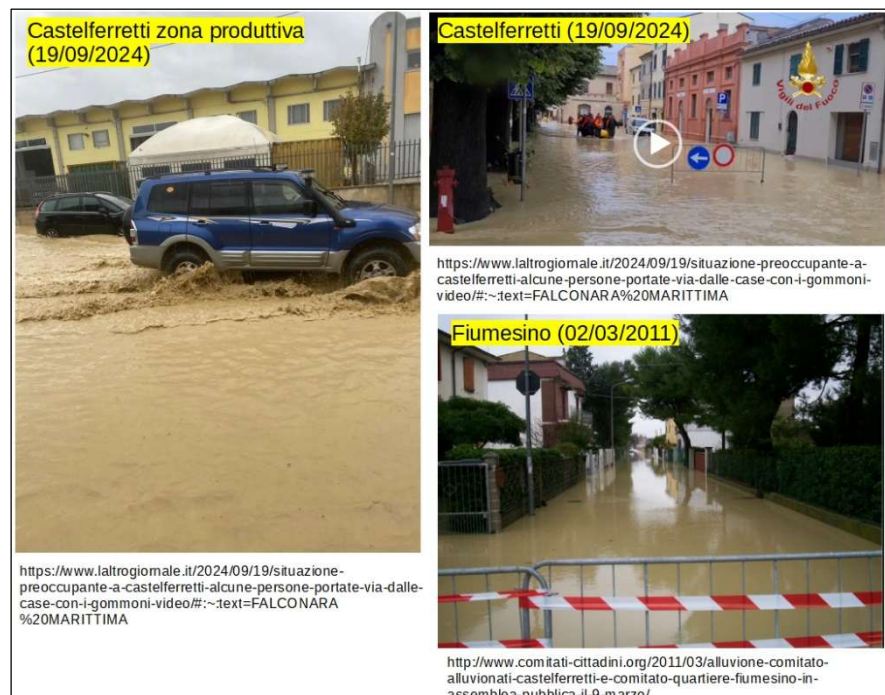 Castelferretti zona produttiva
(19/09/2024)
https://www.laltrogiornale.it/2024/09/19/situazione-
preoccupante-a-castelferretti-alcune-persone-portate-via-dalle-
case-con-i-gommoni-video/#:~:text=FALCONARA
%20MARITTIMA
Castelferretti (19/09/2024)
Vigili del Fuoco
P
https://www.laltrogiornale.it/2024/09/19/situazione-preoccupante-a-
castelferretti-alcune-persone-portate-via-dalle-case-con-i-gommoni-
video/#:~:text=FALCONARA%20MARITTIMA
Fiumesino (02/03/2011)
http://www.comitati-cittadini.org/2011/03/alluvione-comitato-
alluvionati-castelferretti-e-comitato-quartiere-fiumesino-in-
assemblea-pubblica-il-9-marzo/